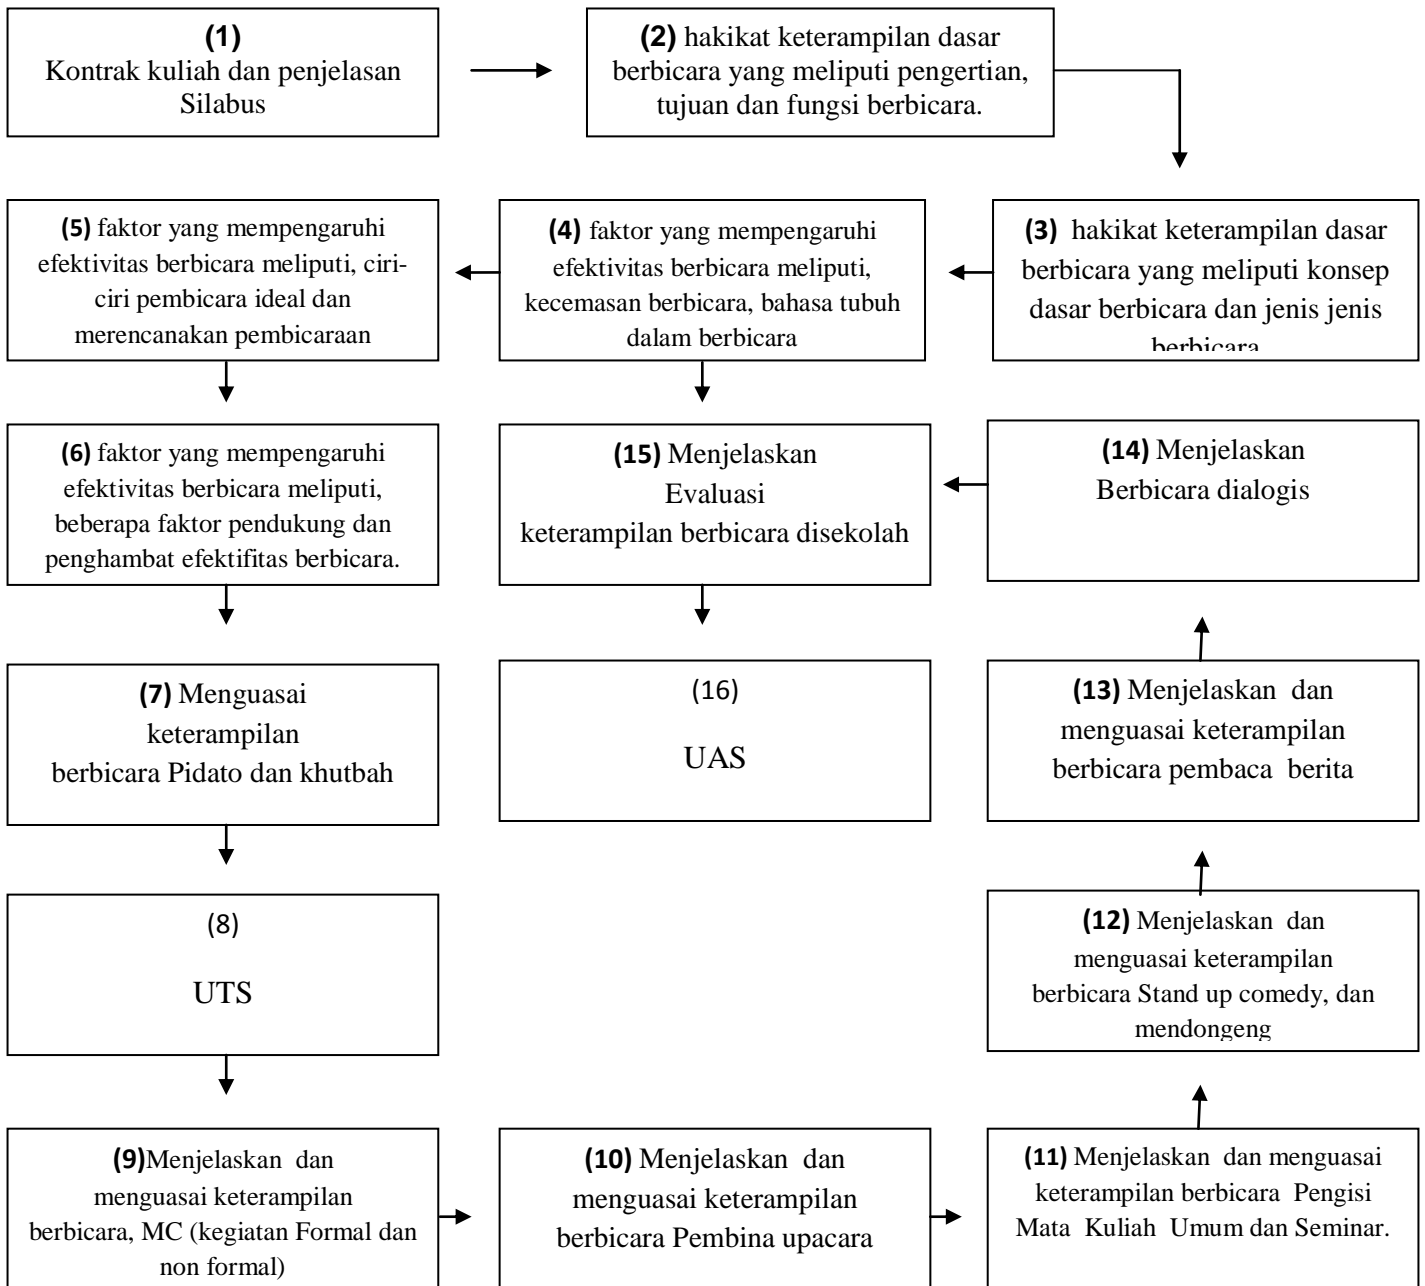 (1)
Kontrak kuliah dan penjelasan
Silabus
(2) hakikat keterampilan dasar
berbicara yang meliputi pengertian,
tujuan dan fungsi berbicara.
(3) hakikat keterampilan dasar
berbicara yang meliputi konsep
dasar berbicara dan jenis jenis
berbicara
(4) faktor yang mempengaruhi
efektivitas berbicara meliputi,
kecemasan berbicara, bahasa tubuh
dalam berbicara
(5) faktor yang mempengaruhi
efektivitas berbicara meliputi, ciri-
ciri pembicara ideal dan
merencanakan pembicaraan
(6) faktor yang mempengaruhi
efektivitas berbicara meliputi,
beberapa faktor pendukung dan
penghambat efektifitas berbicara.
(7) Menguasai
keterampilan
berbicara Pidato dan khutbah
(8)
UTS
(9)Menjelaskan dan
menguasai keterampilan
berbicara, MC (kegiatan Formal dan
non formal)
(10) Menjelaskan dan
menguasai keterampilan
berbicara Pembina upacara
(11) Menjelaskan dan menguasai
keterampilan berbicara Pengisi
Mata Kuliah Umum dan Seminar.
(12) Menjelaskan dan
menguasai keterampilan
berbicara Stand up comedy, dan
mendongeng
(13) Menjelaskan dan
menguasai keterampilan
berbicara pembaca berita
(14) Menjelaskan
Berbicara dialogis
(15) Menjelaskan
Evaluasi
keterampilan berbicara disekolah
(16)
UAS